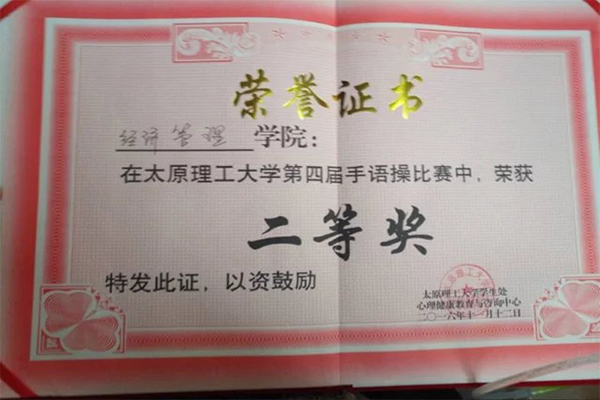 荣誉证书
经济管理 学院：
在太原理工大学第四届手语操比赛中，荣获
二等奖
特发此证，以资鼓励
太原理工大学学生处
心理健康教育与咨询中心
二〇一六年十一月十二日